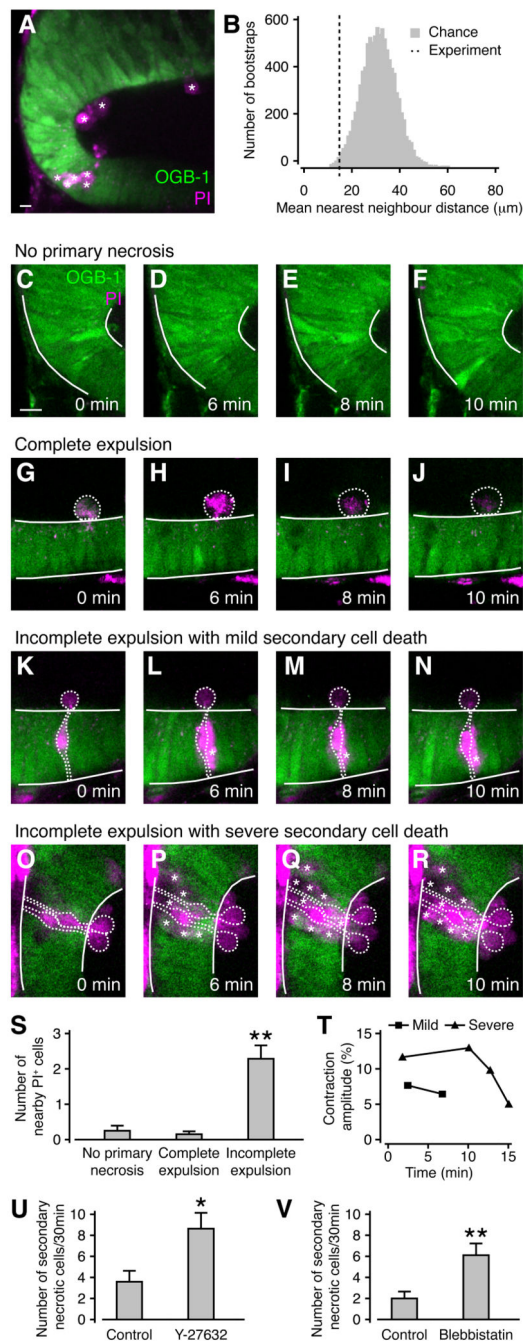 A
OGB-1
PI
B
600
400
200
0
Number of bootstraps
Chance
Experiment
0 20 40 60 80
Mean nearest neighbour distance (μm)
No primary necrosis
C
OGB-1
PI
0 min
D
6 min
E
8 min
F
10 min
Complete expulsion
G
0 min
H
6 min
I
8 min
J
10 min
Incomplete expulsion with mild secondary cell death
K
0 min
L
6 min
M
8 min
N
10 min
Incomplete expulsion with severe secondary cell death
O
0 min
P
6 min
Q
8 min
R
10 min
S
3
2
1
0
Number of
nearby PI⁺ cells
**
No primary
necrosis
Complete
expulsion
Incomplete
expulsion
T
Mild
Severe
15
10
5
0
Contraction
amplitude (%)
0 5 10 15
Time (min)
U
10
8
6
4
2
0
Number of secondary
necrotic cells/30min
*
Control
Y-27632
V
10
8
6
4
2
0
Number of secondary
necrotic cells/30min
**
Control
Blebbistatin